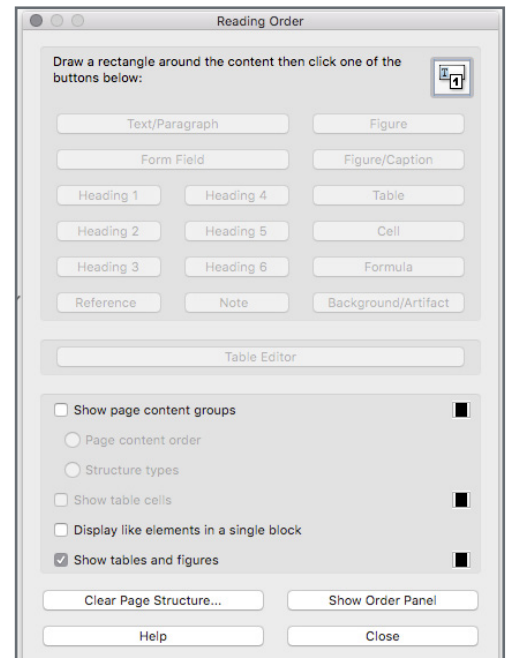 Reading Order
Draw a rectangle around the content then click one of the
buttons below:
1
Text/Paragraph
Figure
Form Field
Figure/Caption
Heading 1
Heading 4
Table
Heading 2
Heading 5
Cell
Heading 3
Heading 6
Formula
Reference
Note
Background/Artifact
Table Editor
Show page content groups
Page content order
Structure types
Show table cells
Display like elements in a single block
Show tables and figures
Clear Page Structure...
Show Order Panel
Help
Close